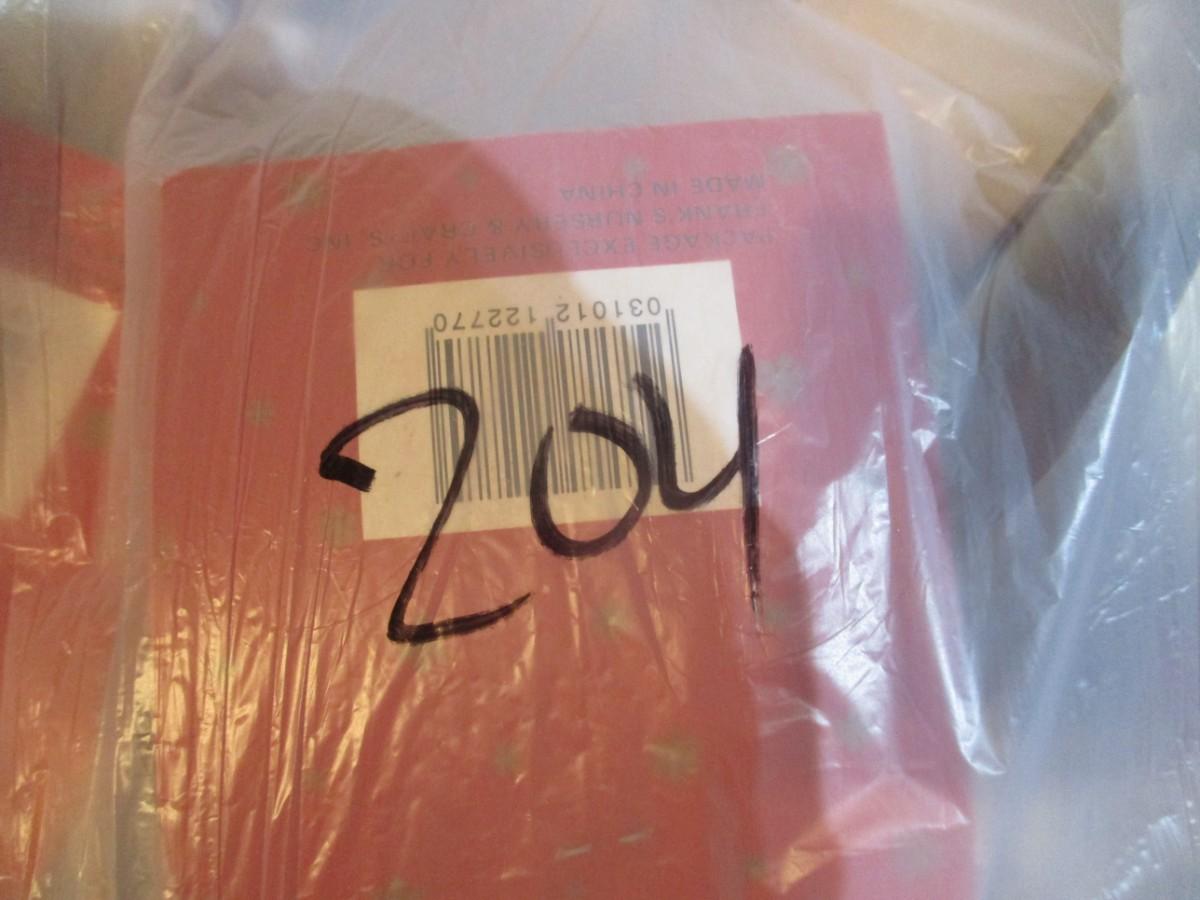 PACKAGE EXCLUSIVELY FOR
FRANK'S NURSERY & CRAFTS, INC.
MADE IN CHINA
031012 122770
204